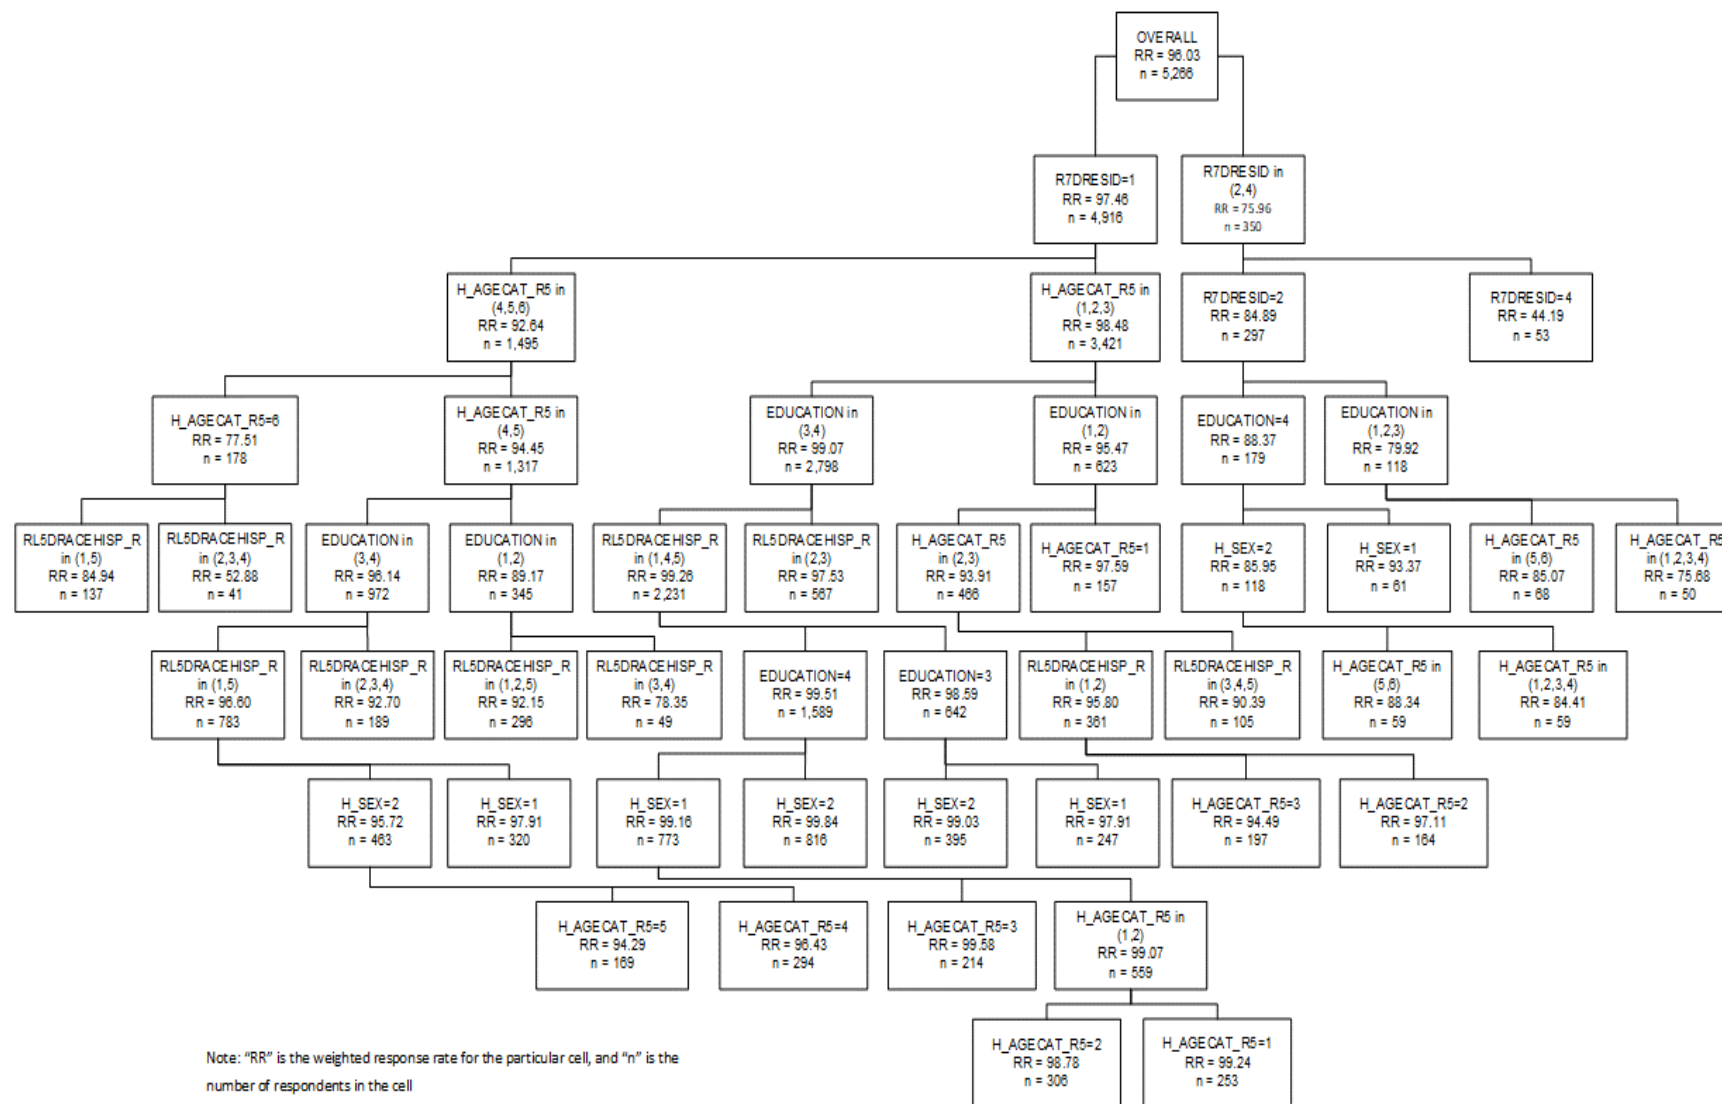 OVERALL
RR = 96.03
n = 5,266
R7DRESID=1
RR = 97.46
n = 4,916
R7DRESID in
(2,4)
RR = 75.96
n = 350
H_AGECAT_R5 in
(4,5,6)
RR = 92.64
n = 1,495
H_AGECAT_R5 in
(1,2,3)
RR = 98.48
n = 3,421
R7DRESID=2
RR = 84.89
n = 297
R7DRESID=4
RR = 44.19
n = 53
H_AGECAT_R5=6
RR = 77.51
n = 178
H_AGECAT_R5 in
(4,5)
RR = 94.45
n = 1,317
EDUCATION in
(3,4)
RR = 99.07
n = 2,798
EDUCATION in
(1,2)
RR = 95.47
n = 623
EDUCATION=4
RR = 88.37
n = 179
EDUCATION in
(1,2,3)
RR = 79.92
n = 118
RL5DRACEHISP_R
in (1,5)
RR = 84.94
n = 137
RL5DRACEHISP_R
in (2,3,4)
RR = 52.88
n = 41
EDUCATION in
(3,4)
RR = 96.14
n = 972
EDUCATION in
(1,2)
RR = 89.17
n = 345
RL5DRACEHISP_R
in (1,4,5)
RR = 99.26
n = 2,231
RL5DRACEHISP_R
in (2,3)
RR = 97.53
n = 567
H_AGECAT_R5
in (2,3)
RR = 93.91
n = 466
H_AGECAT_R5=1
RR = 97.59
n = 157
H_SEX=2
RR = 85.95
n = 118
H_SEX=1
RR = 93.37
n = 61
H_AGECAT_R5
in (5,6)
RR = 85.07
n = 68
H_AGECAT_R5
in (1,2,3,4)
RR = 75.68
n = 50
RL5DRACEHISP_R
in (1,5)
RR = 96.60
n = 783
RL5DRACEHISP_R
in (2,3,4)
RR = 92.70
n = 189
RL5DRACEHISP_R
in (1,2,5)
RR = 92.15
n = 296
RL5DRACEHISP_R
in (3,4)
RR = 78.35
n = 49
EDUCATION=4
RR = 99.51
n = 1,589
EDUCATION=3
RR = 98.59
n = 642
RL5DRACEHISP_R
in (1,2)
RR = 95.80
n = 361
RL5DRACEHISP_R
in (3,4,5)
RR = 90.39
n = 105
H_AGECAT_R5 in
(5,6)
RR = 88.34
n = 59
H_AGECAT_R5 in
(1,2,3,4)
RR = 84.41
n = 59
H_SEX=2
RR = 95.72
n = 463
H_SEX=1
RR = 97.91
n = 320
H_SEX=1
RR = 99.16
n = 773
H_SEX=2
RR = 99.84
n = 816
H_SEX=2
RR = 99.03
n = 395
H_SEX=1
RR = 97.91
n = 247
H_AGECAT_R5=3
RR = 94.49
n = 197
H_AGECAT_R5=2
RR = 97.11
n = 164
H_AGECAT_R5=5
RR = 94.29
n = 169
H_AGECAT_R5=4
RR = 96.43
n = 294
H_AGECAT_R5=3
RR = 99.58
n = 214
H_AGECAT_R5 in
(1,2)
RR = 99.07
n = 559
H_AGECAT_R5=2
RR = 98.78
n = 306
H_AGECAT_R5=1
RR = 99.24
n = 253
Note: “RR” is the weighted response rate for the particular cell, and “n” is the
number of respondents in the cell